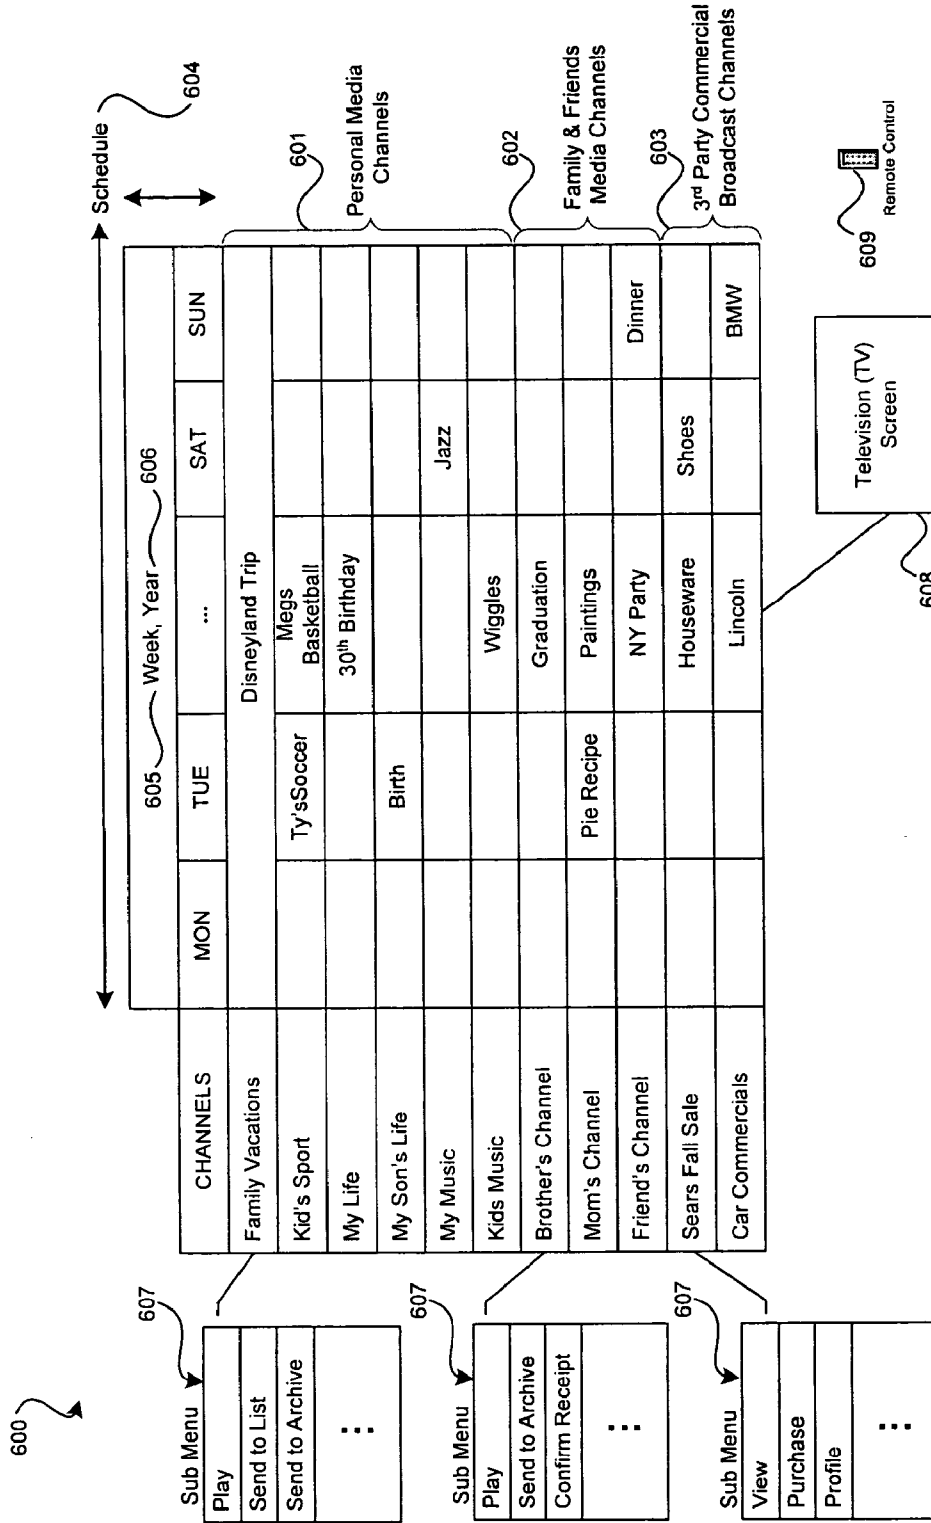 600
Schedule
604
605 Week, Year 606
CHANNELS MON TUE ... SAT SUN
Family Vacations Disneyland Trip
Kid's Sport Ty'sSoccer Megs Basketball
My Life 30th Birthday
My Son's Life Birth
My Music Jazz
Kids Music Wiggles
Brother's Channel Graduation
Mom's Channel Pie Recipe Paintings
Friend's Channel NY Party Dinner
Sears Fall Sale Houseware Shoes
Car Commercials Lincoln BMW
601
Personal Media
Channels
602
Family & Friends
Media Channels
603
3rd Party Commercial
Broadcast Channels
607
Sub Menu
Play
Send to List
Send to Archive
⋮
607
Sub Menu
Play
Send to Archive
Confirm Receipt
⋮
607
Sub Menu
View
Purchase
Profile
⋮
Television (TV)
Screen
608
609
Remote Control